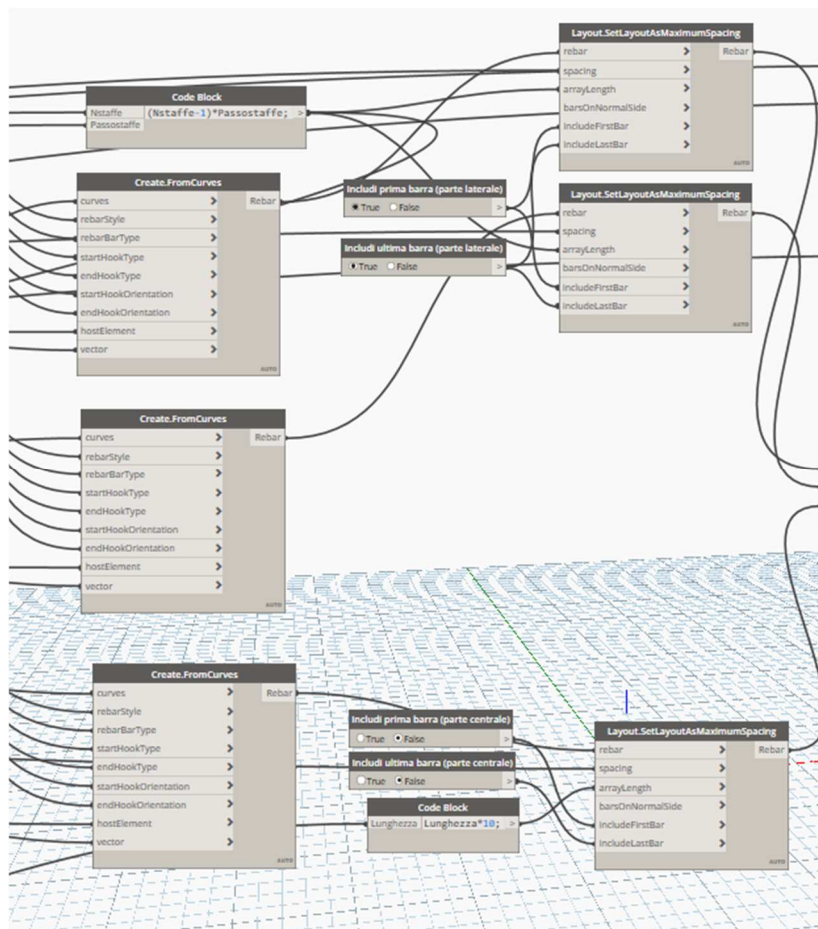 Layout.SetLayoutAsMaximumSpacing
rebar > Rebar
spacing >
arrayLength >
barsOnNormalSide >
includeFirstBar >
includeLastBar >
AUTO
Code Block
Nstaffe (Nstaffe-1)*Passostaffe; >
Passostaffe
Create.FromCurves
curves > Rebar
rebarStyle >
rebarBarType >
startHookType >
endHookType >
startHookOrientation >
endHookOrientation >
hostElement >
vector >
AUTO
Includi prima barra (parte laterale)
True False >
Includi ultima barra (parte laterale)
True False >
Layout.SetLayoutAsMaximumSpacing
rebar > Rebar
spacing >
arrayLength >
barsOnNormalSide >
includeFirstBar >
includeLastBar >
AUTO
Create.FromCurves
curves > Rebar
rebarStyle >
rebarBarType >
startHookType >
endHookType >
startHookOrientation >
endHookOrientation >
hostElement >
vector >
AUTO
Create.FromCurves
curves > Rebar
rebarStyle >
rebarBarType >
startHookType >
endHookType >
startHookOrientation >
endHookOrientation >
hostElement >
vector >
AUTO
Includi prima barra (parte centrale)
True False >
Includi ultima barra (parte centrale)
True False >
Code Block
Lunghezza Lunghezza*10; >
Layout.SetLayoutAsMaximumSpacing
rebar > Rebar
spacing >
arrayLength >
barsOnNormalSide >
includeFirstBar >
includeLastBar >
AUTO